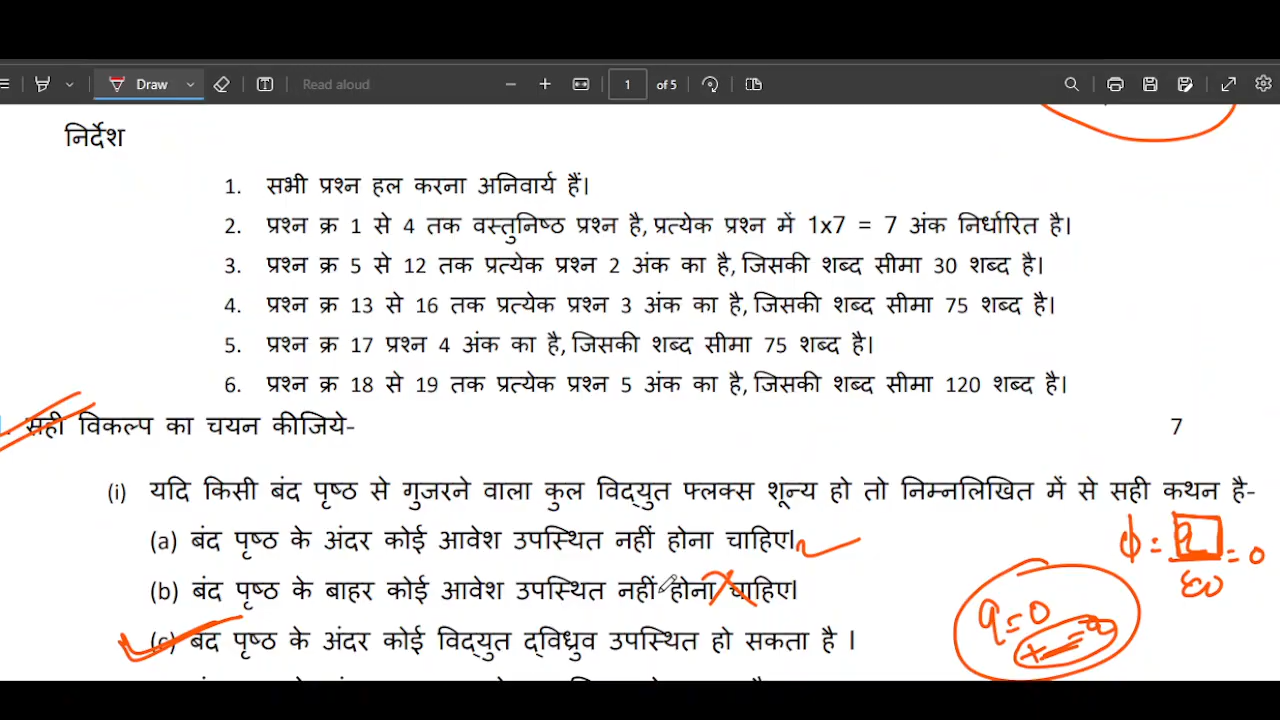 Draw
Read aloud
1 of 5
निर्देश
1. सभी प्रश्न हल करना अनिवार्य हैं।
2. प्रश्न क्र 1 से 4 तक वस्तुनिष्ठ प्रश्न है, प्रत्येक प्रश्न में 1x7 = 7 अंक निर्धारित है।
3. प्रश्न क्र 5 से 12 तक प्रत्येक प्रश्न 2 अंक का है, जिसकी शब्द सीमा 30 शब्द है।
4. प्रश्न क्र 13 से 16 तक प्रत्येक प्रश्न 3 अंक का है, जिसकी शब्द सीमा 75 शब्द है।
5. प्रश्न क्र 17 प्रश्न 4 अंक का है, जिसकी शब्द सीमा 75 शब्द है।
6. प्रश्न क्र 18 से 19 तक प्रत्येक प्रश्न 5 अंक का है, जिसकी शब्द सीमा 120 शब्द है।
सही विकल्प का चयन कीजिये- 7
(i) यदि किसी बंद पृष्ठ से गुजरने वाला कुल विद्युत फ्लक्स शून्य हो तो निम्नलिखित में से सही कथन है-
(a) बंद पृष्ठ के अंदर कोई आवेश उपस्थित नहीं होना चाहिए।
(b) बंद पृष्ठ के बाहर कोई आवेश उपस्थित नहीं होना चाहिए।
(c) बंद पृष्ठ के अंदर कोई विद्युत द्विध्रुव उपस्थित हो सकता है ।
ϕ = q/ε0 = 0
q = 0